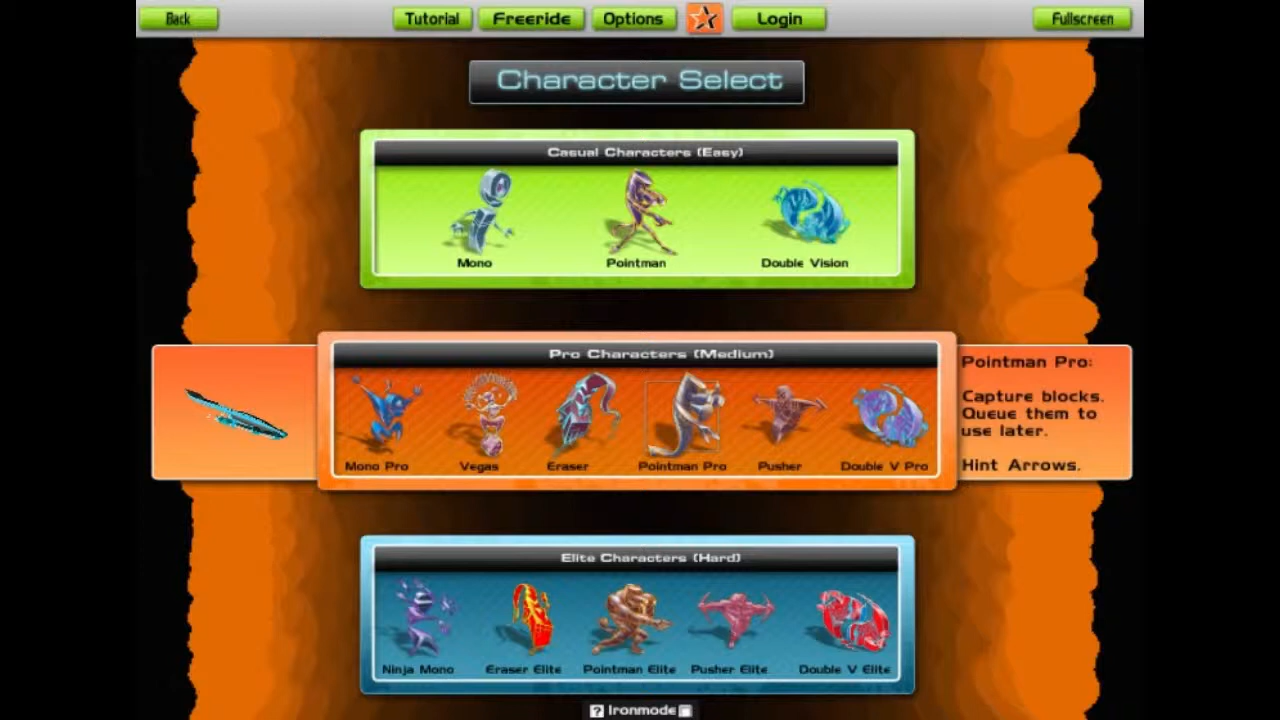 Back
Tutorial
Freeride
Options
Login
Fullscreen
Character Select
Casual Characters (Easy)
Mono
Pointman
Double Vision
Pro Characters (Medium)
Mono Pro
Vegas
Eraser
Pointman Pro
Pusher
Double V Pro
Pointman Pro:
Capture blocks.
Queue them to
use later.
Hint Arrows.
Elite Characters (Hard)
Ninja Mono
Eraser Elite
Pointman Elite
Pusher Elite
Double V Elite
? Ironmode